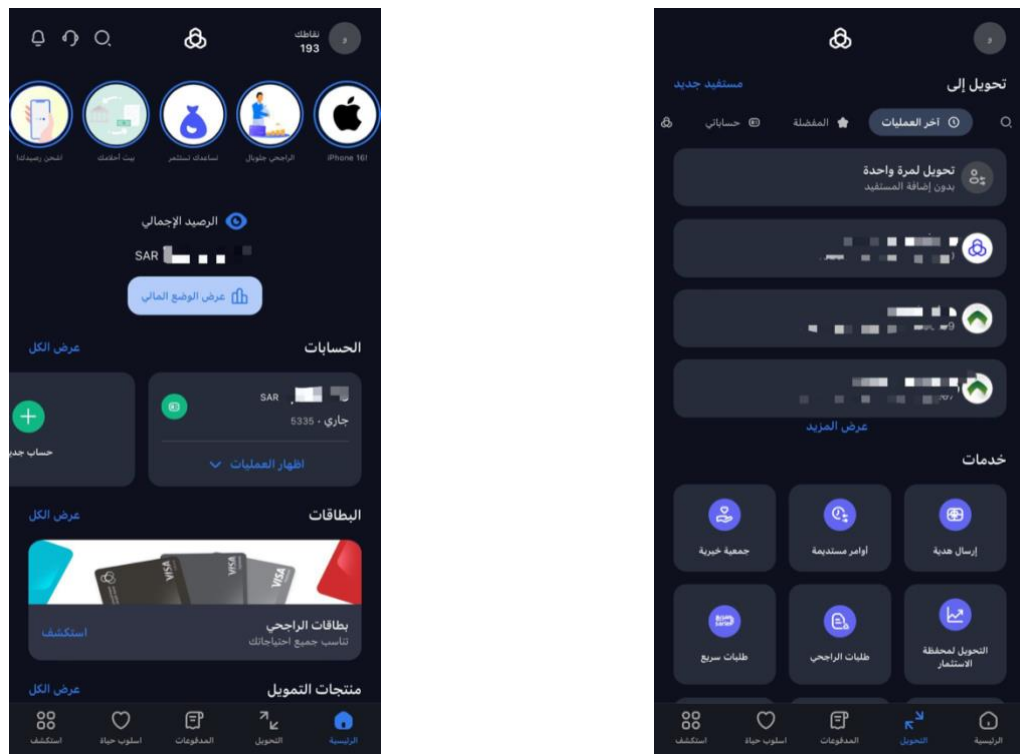 نقاطك
193
و
iPhone 16!
الراجحي جلوبال
نساعدك تستثمر
بيت أحلامك
اشحن رصيدك!
الرصيد الإجمالي
SAR
عرض الوضع المالي
الحسابات
عرض الكل
SAR
جاري · 5335
اظهار العمليات
حساب جديد
البطاقات
عرض الكل
VISA
VISA
VISA
بطاقات الراجحي
تناسب جميع احتياجاتك
استكشف
منتجات التمويل
عرض الكل
الرئيسية
التحويل
المدفوعات
اسلوب حياة
استكشف
و
تحويل إلى
مستفيد جديد
آخر العمليات
المفضلة
حساباتي
تحويل لمرة واحدة
بدون إضافة المستفيد
عرض المزيد
خدمات
إرسال هدية
أوامر مستديمة
جمعية خيرية
التحويل لمحفظة
الاستثمار
طلبات الراجحي
طلبات سريع
الرئيسية
التحويل
المدفوعات
اسلوب حياة
استكشف